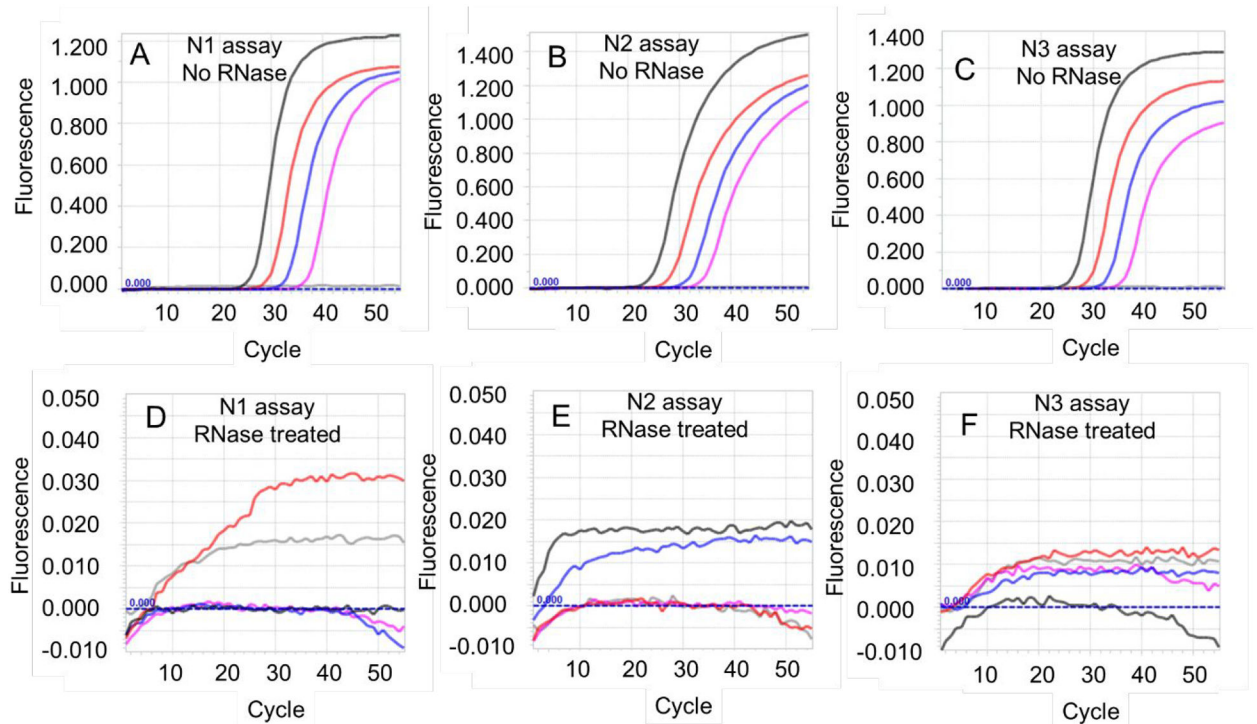 A
N1 assay
No RNase
Fluorescence
1.200
1.000
0.800
0.600
0.400
0.200
0.000
0.000
10 20 30 40 50
Cycle
B
N2 assay
No RNase
Fluorescence
1.400
1.200
1.000
0.800
0.600
0.400
0.200
0.000
0.000
10 20 30 40 50
Cycle
C
N3 assay
No RNase
Fluorescence
1.400
1.200
1.000
0.800
0.600
0.400
0.200
0.000
0.000
10 20 30 40 50
Cycle
D
N1 assay
RNase treated
Fluorescence
0.050
0.040
0.030
0.020
0.010
0.000
-0.010
0.000
10 20 30 40 50
Cycle
E
N2 assay
RNase treated
Fluorescence
0.050
0.040
0.030
0.020
0.010
0.000
-0.010
0.000
10 20 30 40 50
Cycle
F
N3 assay
RNase treated
Fluorescence
0.050
0.040
0.030
0.020
0.010
0.000
-0.010
0.000
10 20 30 40 50
Cycle